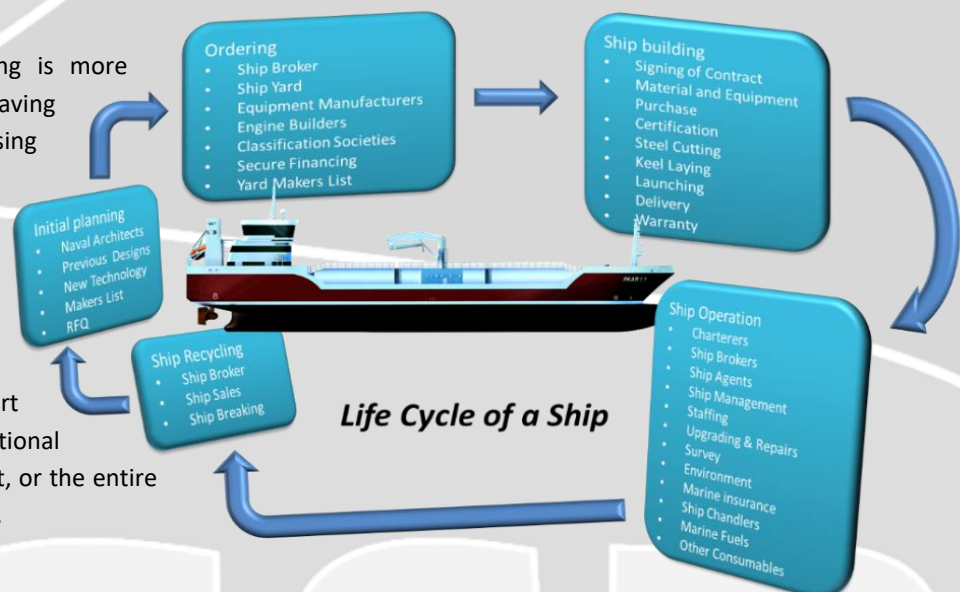 ng is more
aving
sing
rt
tional
t, or the entire
Ordering
• Ship Broker
• Ship Yard
• Equipment Manufacturers
• Engine Builders
• Classification Societies
• Secure Financing
• Yard Makers List
Ship building
• Signing of Contract
• Material and Equipment
Purchase
• Certification
• Steel Cutting
• Keel Laying
• Launching
• Delivery
• Warranty
Initial planning
• Naval Architects
• Previous Designs
• New Technology
• Makers List
• RFQ
Ship Recycling
• Ship Broker
• Ship Sales
• Ship Breaking
Life Cycle of a Ship
Ship Operation
• Charterers
• Ship Brokers
• Ship Agents
• Ship Management
• Staffing
• Upgrading & Repairs
• Survey
• Environment
• Marine insurance
• Ship Chandlers
• Marine Fuels
• Other Consumables